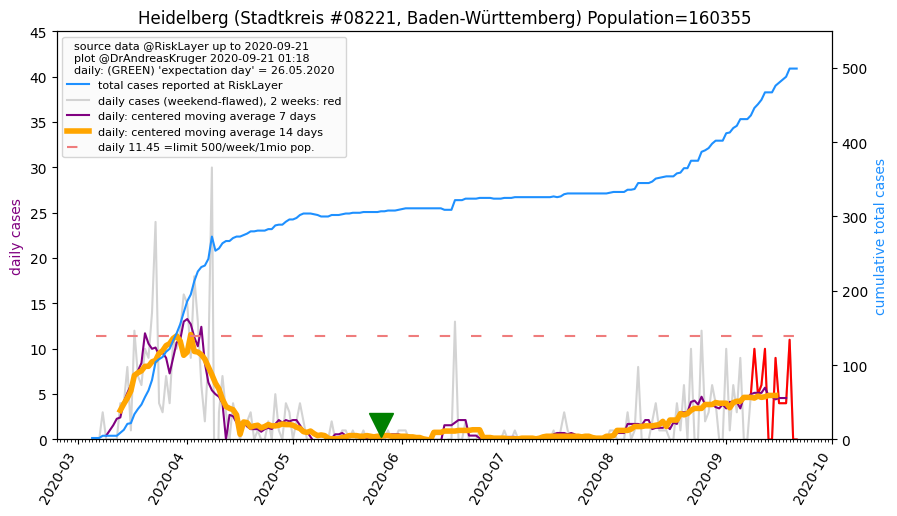 Heidelberg (Stadtkreis #08221, Baden-Württemberg) Population=160355
source data @RiskLayer up to 2020-09-21
plot @DrAndreasKruger 2020-09-21 01:18
daily: (GREEN) 'expectation day' = 26.05.2020
total cases reported at RiskLayer
daily cases (weekend-flawed), 2 weeks: red
daily: centered moving average 7 days
daily: centered moving average 14 days
daily 11.45 =limit 500/week/1mio pop.
45
40
35
30
25
20
15
10
5
0
daily cases
500
400
300
200
100
0
cumulative total cases
2020-03
2020-04
2020-05
2020-06
2020-07
2020-08
2020-09
2020-10